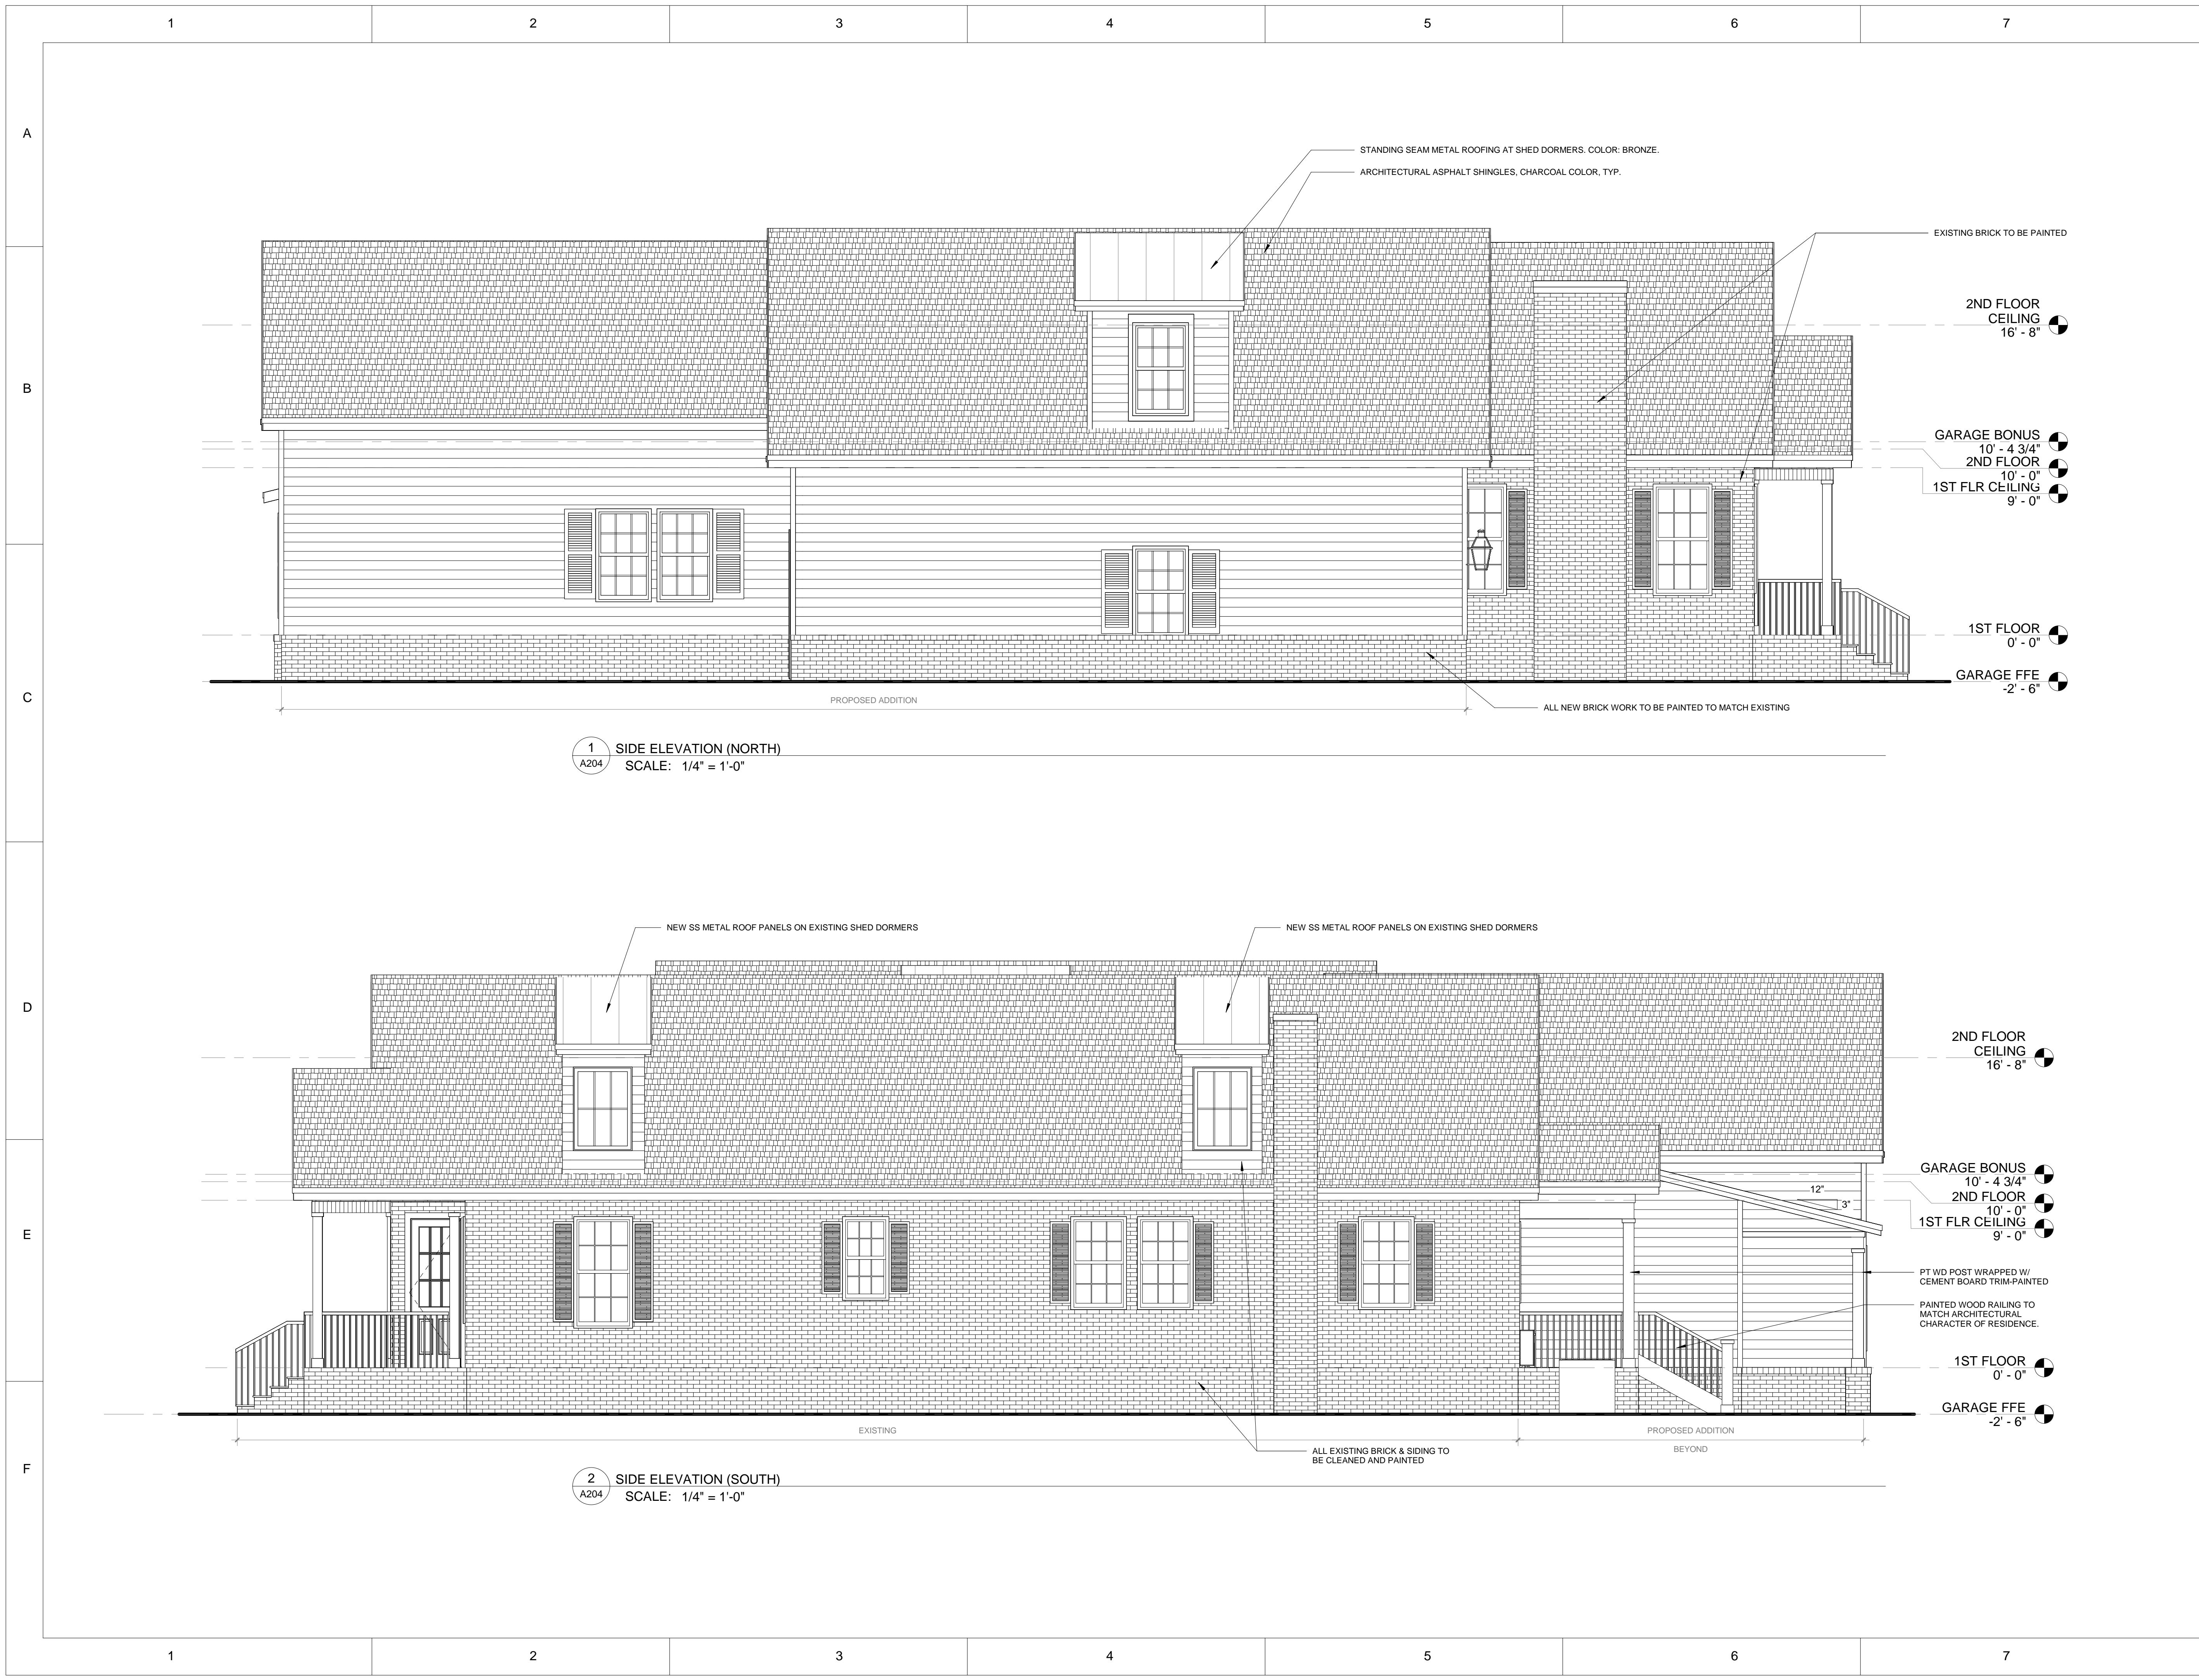 1 2 3 4 5 6 7
A
STANDING SEAM METAL ROOFING AT SHED DORMERS. COLOR: BRONZE.
ARCHITECTURAL ASPHALT SHINGLES, CHARCOAL COLOR, TYP.
EXISTING BRICK TO BE PAINTED
2ND FLOOR
CEILING
16' - 8"
B
GARAGE BONUS
10' - 4 3/4"
2ND FLOOR
10' - 0"
1ST FLR CEILING
9' - 0"
1ST FLOOR
0' - 0"
GARAGE FFE
-2' - 6"
C
PROPOSED ADDITION
ALL NEW BRICK WORK TO BE PAINTED TO MATCH EXISTING
1 SIDE ELEVATION (NORTH)
A204 SCALE: 1/4" = 1'-0"
NEW SS METAL ROOF PANELS ON EXISTING SHED DORMERS
NEW SS METAL ROOF PANELS ON EXISTING SHED DORMERS
D
2ND FLOOR
CEILING
16' - 8"
GARAGE BONUS
10' - 4 3/4"
12"
3"
2ND FLOOR
10' - 0"
1ST FLR CEILING
9' - 0"
E
PT WD POST WRAPPED W/
CEMENT BOARD TRIM-PAINTED
PAINTED WOOD RAILING TO
MATCH ARCHITECTURAL
CHARACTER OF RESIDENCE.
1ST FLOOR
0' - 0"
GARAGE FFE
-2' - 6"
EXISTING
PROPOSED ADDITION
BEYOND
ALL EXISTING BRICK & SIDING TO
BE CLEANED AND PAINTED
F
2 SIDE ELEVATION (SOUTH)
A204 SCALE: 1/4" = 1'-0"
1 2 3 4 5 6 7